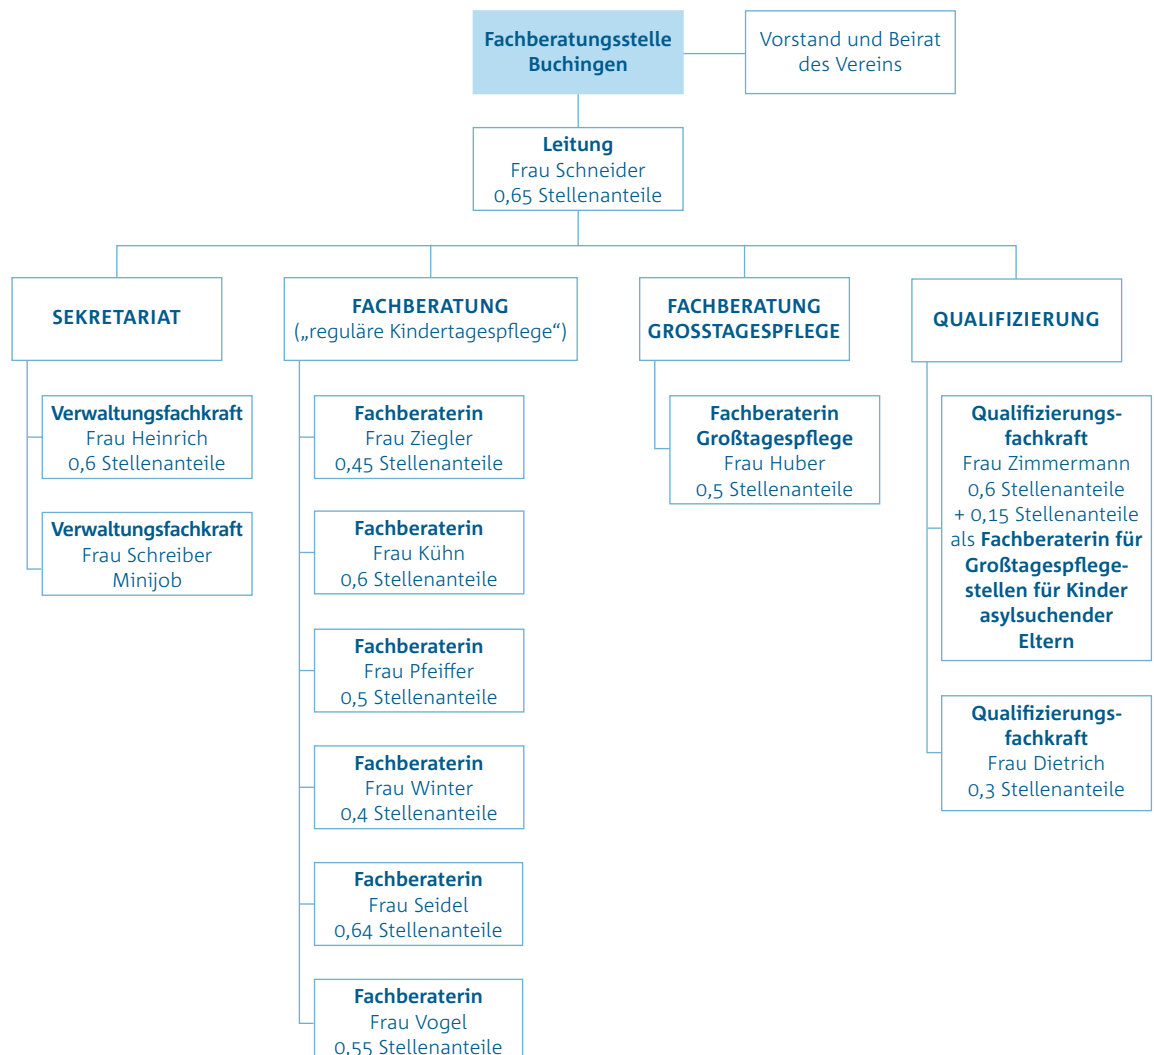 Fachberatungsstelle
Buchingen
Vorstand und Beirat
des Vereins
Leitung
Frau Schneider
0,65 Stellenanteile
SEKRETARIAT
Verwaltungsfachkraft
Frau Heinrich
0,6 Stellenanteile
Verwaltungsfachkraft
Frau Schreiber
Minijob
FACHBERATUNG
(„reguläre Kindertagespflege“)
Fachberaterin
Frau Ziegler
0,45 Stellenanteile
Fachberaterin
Frau Kühn
0,6 Stellenanteile
Fachberaterin
Frau Pfeiffer
0,5 Stellenanteile
Fachberaterin
Frau Winter
0,4 Stellenanteile
Fachberaterin
Frau Seidel
0,64 Stellenanteile
Fachberaterin
Frau Vogel
0,55 Stellenanteile
FACHBERATUNG
GROSSTAGESPFLEGE
Fachberaterin
Großtagespflege
Frau Huber
0,5 Stellenanteile
QUALIFIZIERUNG
Qualifizierungs-
fachkraft
Frau Zimmermann
0,6 Stellenanteile
+ 0,15 Stellenanteile
als Fachberaterin für
Großtagespflege-
stellen für Kinder
asylsuchender
Eltern
Qualifizierungs-
fachkraft
Frau Dietrich
0,3 Stellenanteile